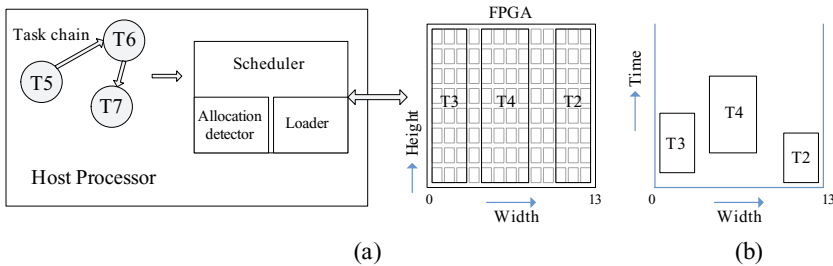 Task chain
T5
T6
T7
Scheduler
Allocation
detector
Loader
Host Processor
FPGA
T3
T4
T2
Height
0
13
Width
(a)
Time
T3
T4
T2
0
13
Width
(b)